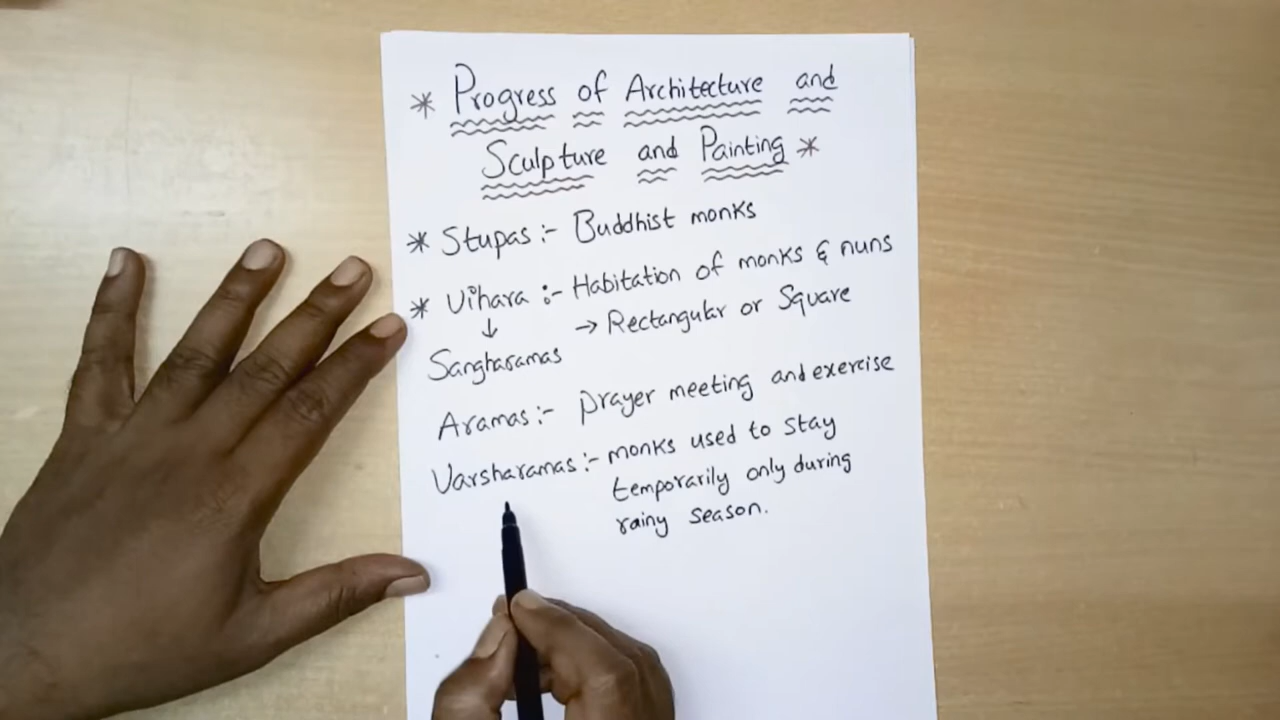 * Progress of Architecture and
Sculpture and Painting *
* Stupas :- Buddhist monks
* Vihara :- Habitation of monks & nuns
↓ → Rectangular or Square
Sangharamas
Aramas :- prayer meeting and exercise
Varsharamas :- monks used to stay
temporarily only during
rainy season.